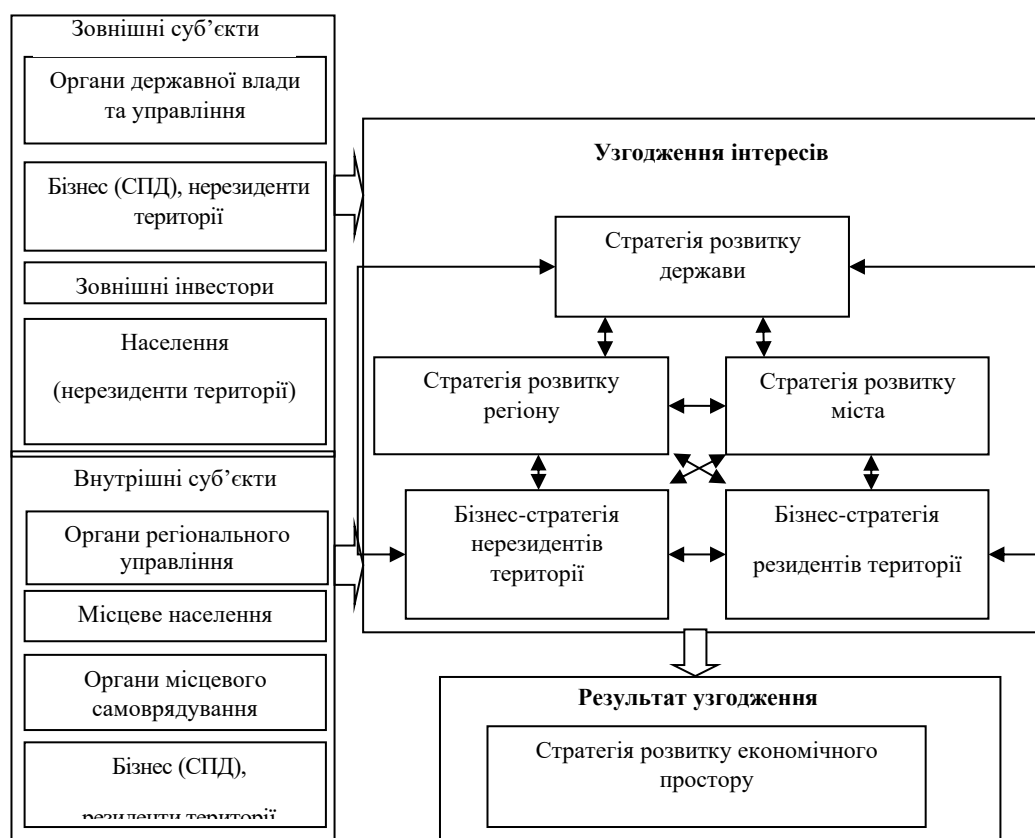 Зовнішні суб’єкти
Органи державної влади
та управління
Бізнес (СПД), нерезиденти
території
Зовнішні інвестори
Населення
(нерезиденти території)
Внутрішні суб’єкти
Органи регіонального
управління
Місцеве населення
Органи місцевого
самоврядування
Бізнес (СПД),
резиденти території
Узгодження інтересів
Стратегія розвитку
держави
Стратегія розвитку
регіону
Стратегія розвитку
міста
Бізнес-стратегія
нерезидентів
території
Бізнес-стратегія
резидентів території
Результат узгодження
Стратегія розвитку економічного
простору